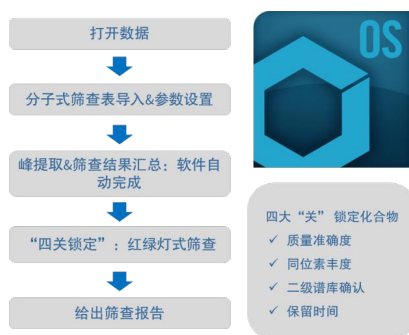 打开数据
分子式筛查表导入&参数设置
峰提取&筛查结果汇总：软件自
动完成
“四关锁定”：红绿灯式筛查
给出筛查报告
OS
四大“关”锁定化合物
✓ 质量准确度
✓ 同位素丰度
✓ 二级谱库确认
✓ 保留时间